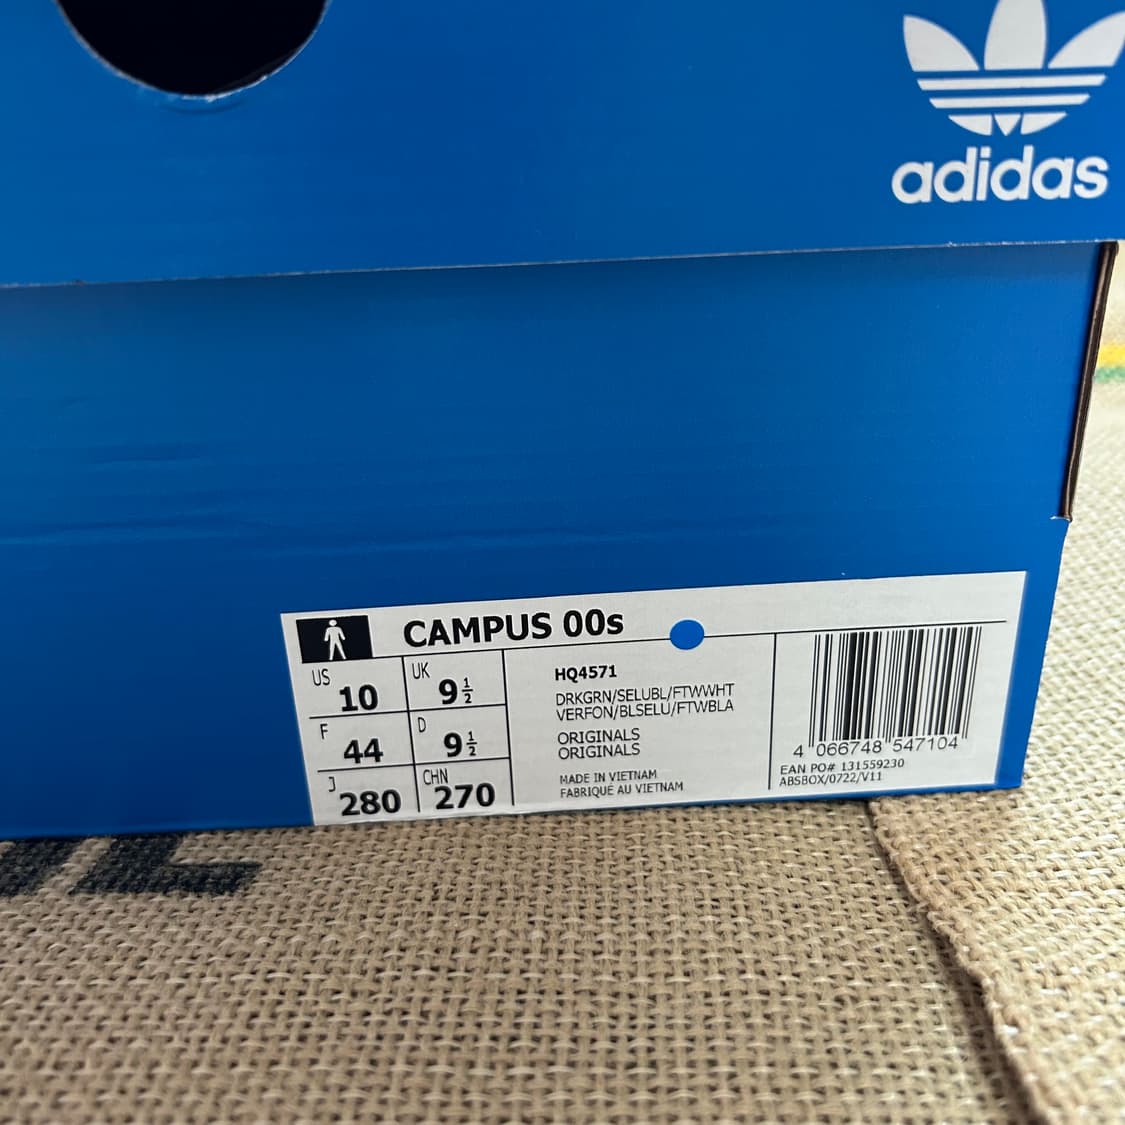 adidas
CAMPUS 00s
US 10 UK 9½
F 44 D 9½
J 280 CHN 270
HQ4571
DRKGRN/SELUBL/FTWWHT
VERFON/BLSELU/FTWBLA
ORIGINALS
ORIGINALS
MADE IN VIETNAM
FABRIQUÉ AU VIETNAM
4 066748 547104
EAN PO# 131559230
ABSBOX/0722/V11